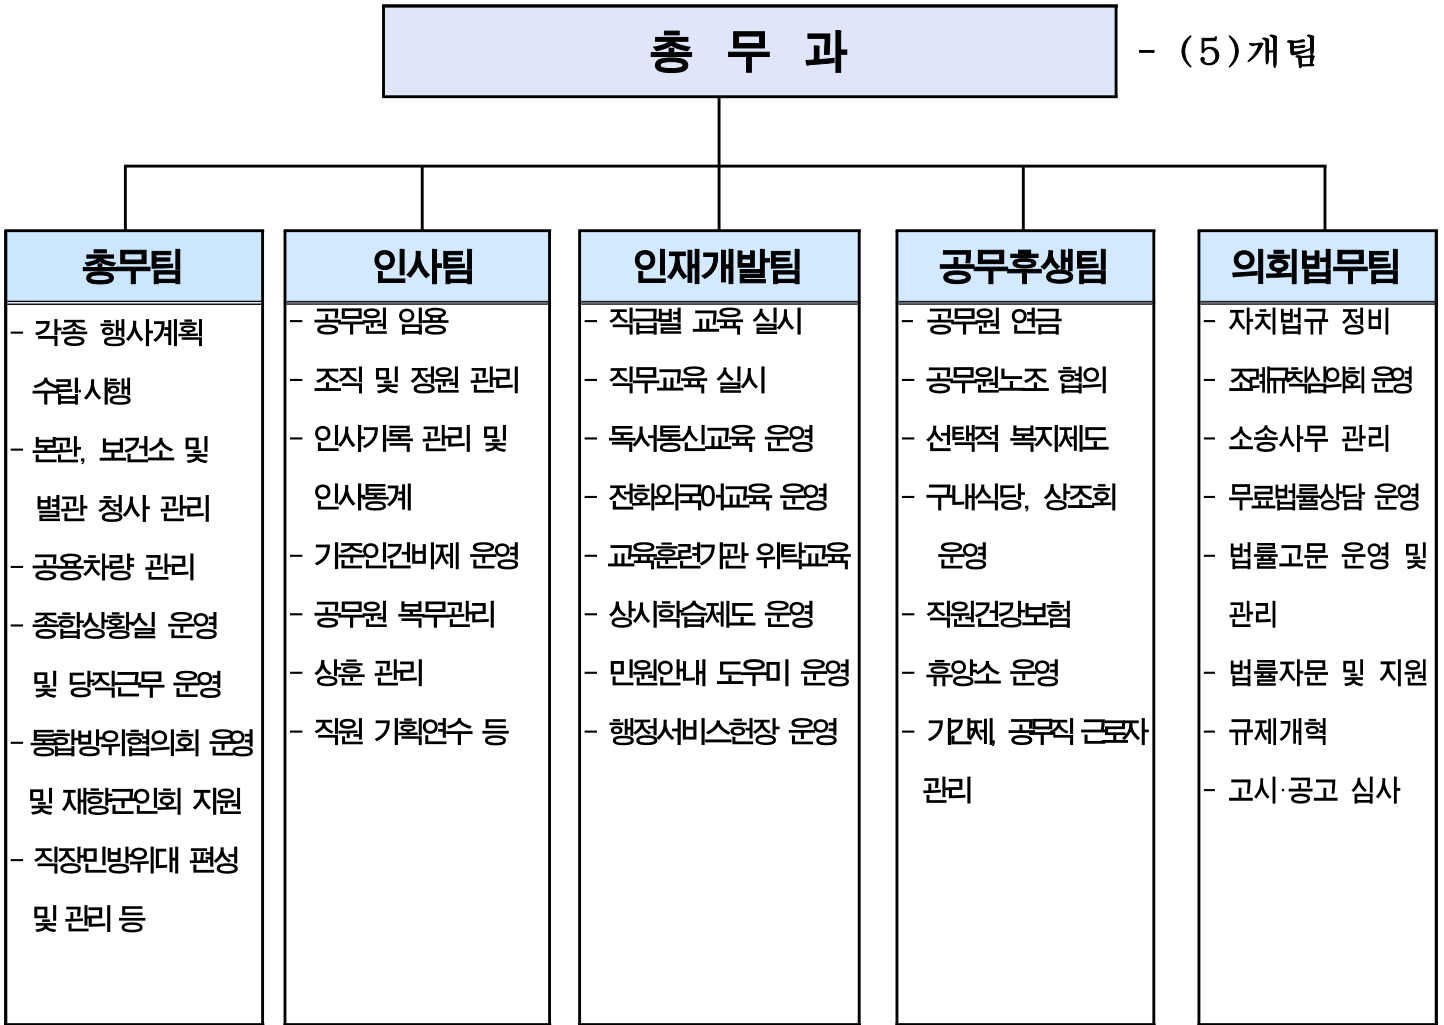 총 무 과
- (5)개팀
총무팀
- 각종 행사계획
수립·시행
- 본관, 보건소 및
별관 청사 관리
- 공용차량 관리
- 종합상황실 운영
및 당직근무 운영
- 통합방위협의회 운영
및 재향군인회 지원
- 직장민방위대 편성
및 관리 등
인사팀
- 공무원 임용
- 조직 및 정원 관리
- 인사기록 관리 및
인사통계
- 기준인건비제 운영
- 공무원 복무관리
- 상훈 관리
- 직원 기획연수 등
인재개발팀
- 직급별 교육 실시
- 직무교육 실시
- 독서통신교육 운영
- 전화외국어교육 운영
- 교육훈련기관 위탁교육
- 상시학습제도 운영
- 민원안내 도우미 운영
- 행정서비스헌장 운영
공무후생팀
- 공무원 연금
- 공무원노조 협의
- 선택적 복지제도
- 구내식당, 상조회
운영
- 직원건강보험
- 휴양소 운영
- 기간제, 공무직 근로자
관리
의회법무팀
- 자치법규 정비
- 조례규칙심의회 운영
- 소송사무 관리
- 무료법률상담 운영
- 법률고문 운영 및
관리
- 법률자문 및 지원
- 규제개혁
- 고시·공고 심사